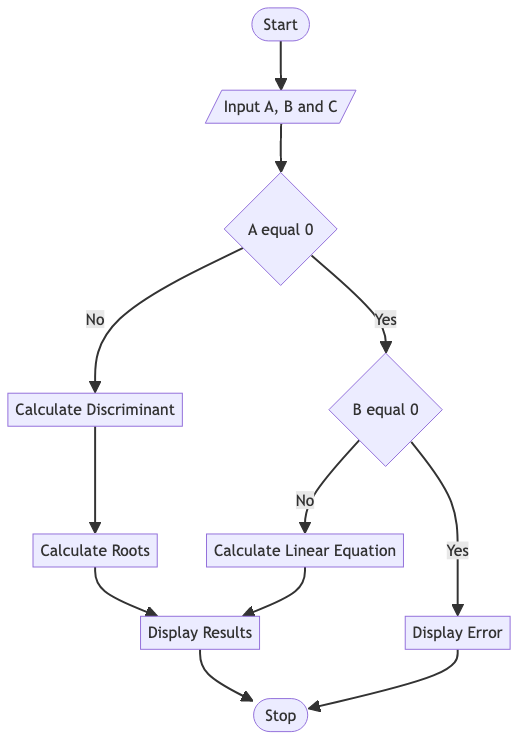 Start
Input A, B and C
A equal 0
No
Yes
Calculate Discriminant
B equal 0
No
Calculate Roots
Calculate Linear Equation
Yes
Display Results
Display Error
Stop